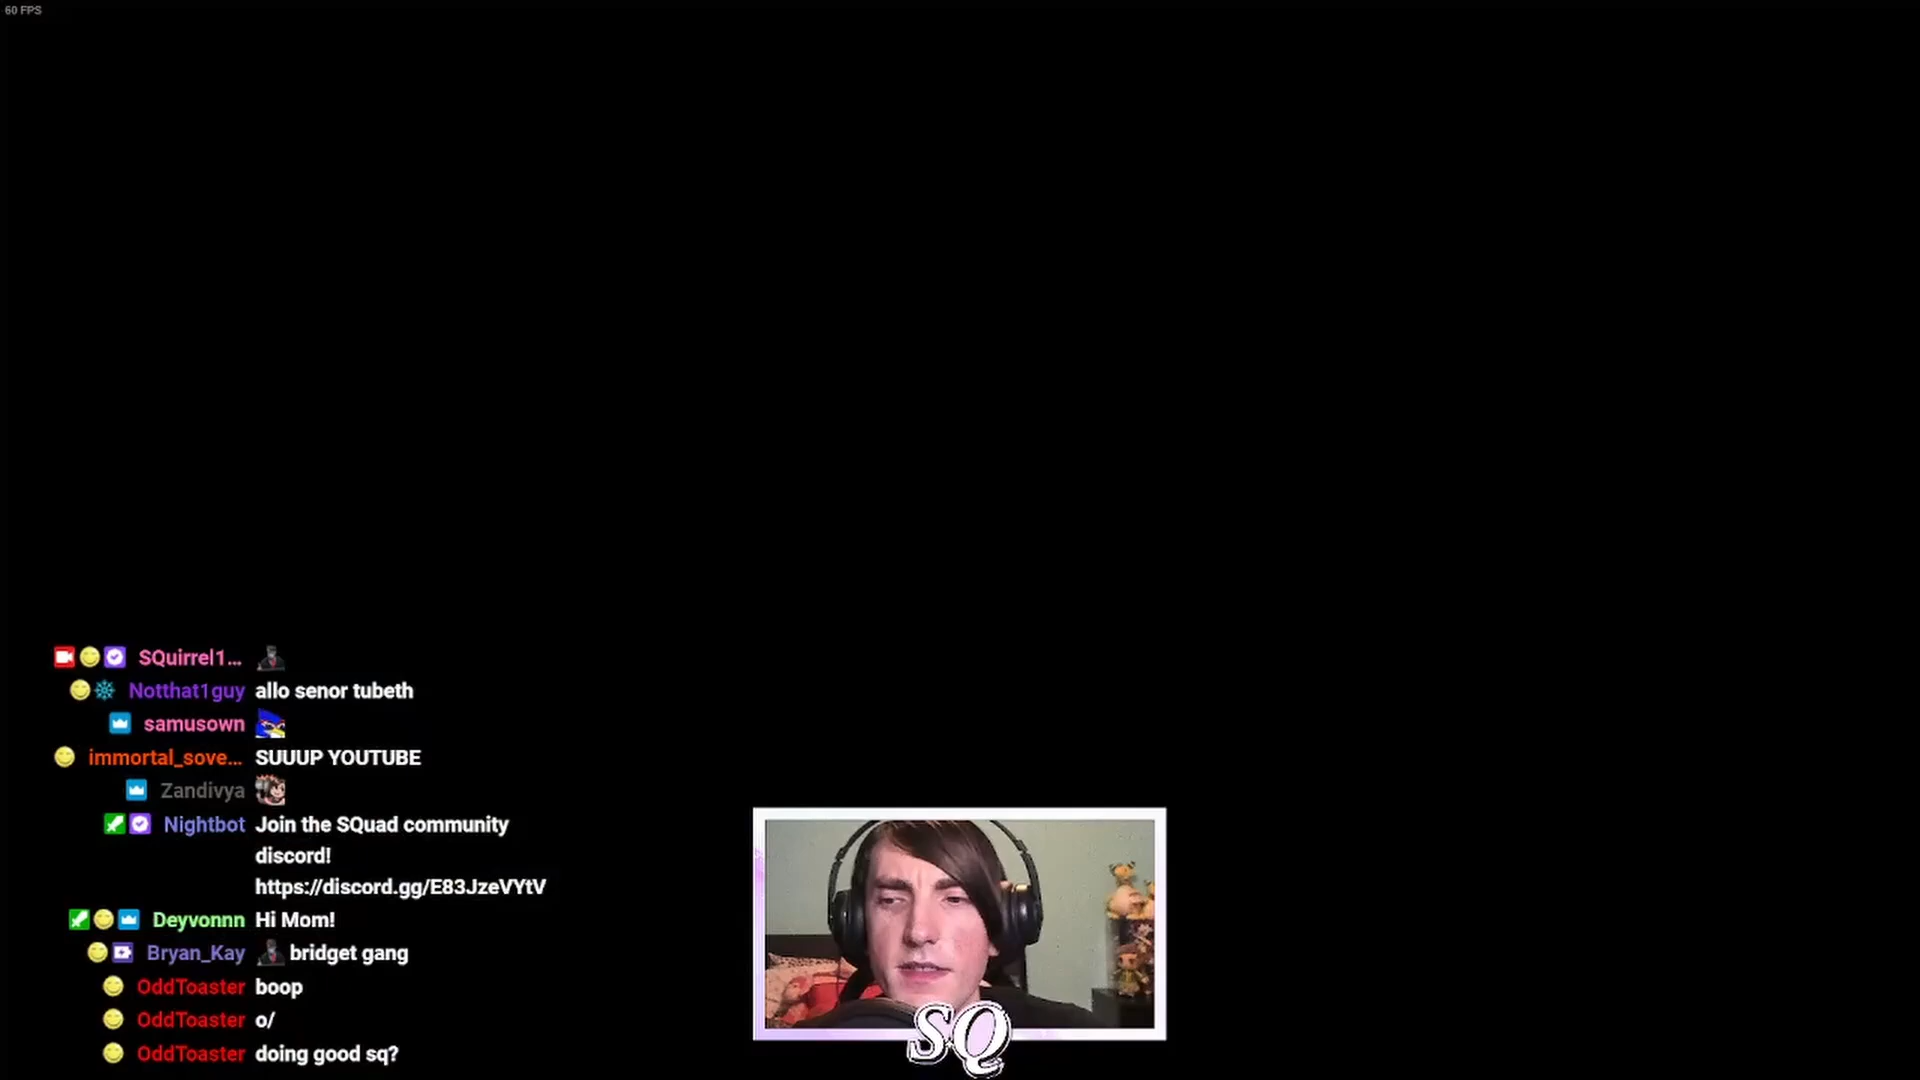 60 FPS
SQuirrel1...
Notthat1guy allo senor tubeth
samusown
immortal_sove... SUUUP YOUTUBE
Zandivya
Nightbot Join the SQuad community
discord!
https://discord.gg/E83JzeVYtV
Deyvonnn Hi Mom!
Bryan_Kay bridget gang
OddToaster boop
OddToaster o/
OddToaster doing good sq?
SQ